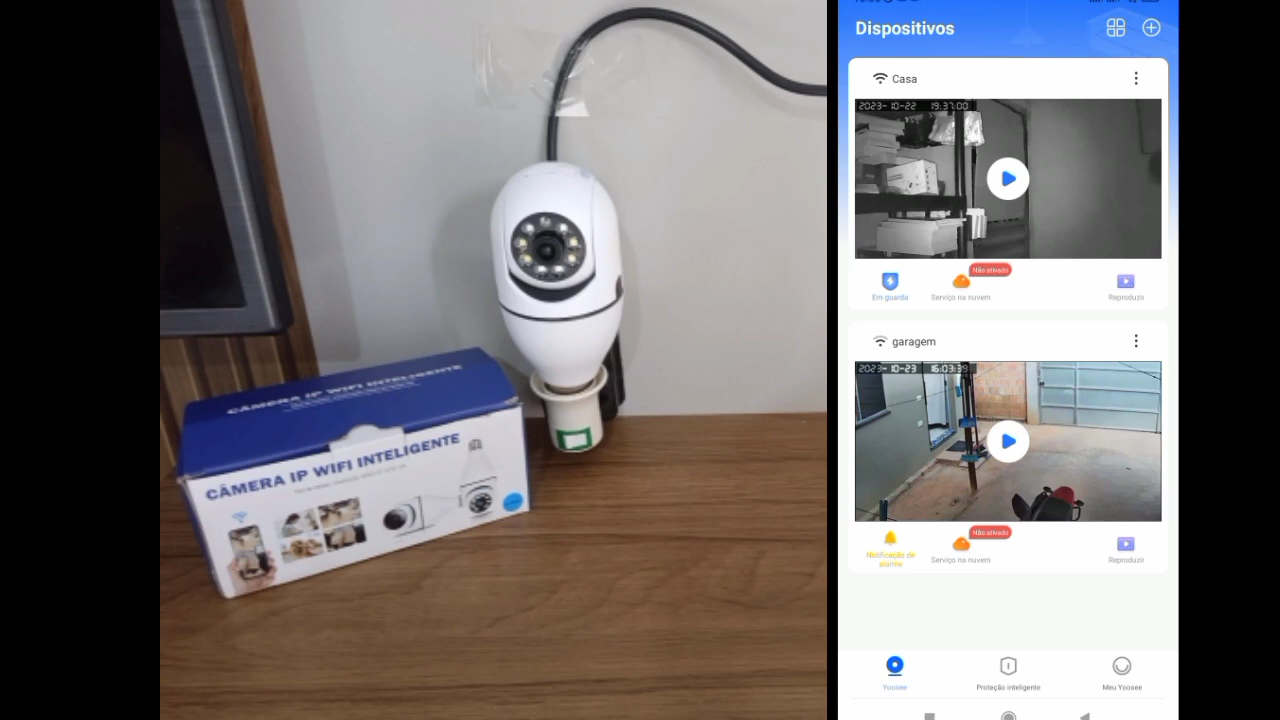 CÂMERA IP WIFI INTELIGENTE
CÂMERA IP WIFI INTELIGENTE
Dispositivos
Casa
2023-10-22 19:37:00
Em guarda
Não ativado
Serviço na nuvem
Reproduzir
garagem
2023-10-23 16:03:39
Notificação de
alarme
Não ativado
Serviço na nuvem
Reproduzir
Yoosee
Proteção inteligente
Meu Yoosee